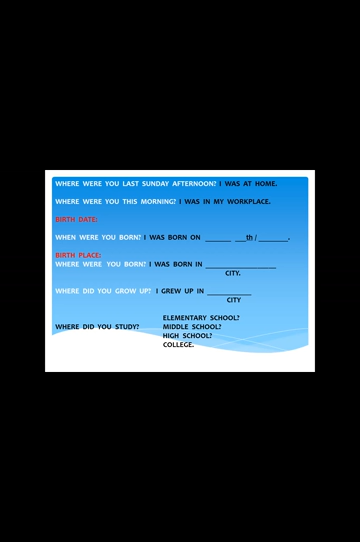 WHERE WERE YOU LAST SUNDAY AFTERNOON? I WAS AT HOME.
WHERE WERE YOU THIS MORNING? I WAS IN MY WORKPLACE.
BIRTH DATE:
WHEN WERE YOU BORN? I WAS BORN ON _______ ___th / ________.
BIRTH PLACE:
WHERE WERE YOU BORN? I WAS BORN IN ___________________
CITY.
WHERE DID YOU GROW UP? I GREW UP IN ____________
CITY
ELEMENTARY SCHOOL?
WHERE DID YOU STUDY? MIDDLE SCHOOL?
HIGH SCHOOL?
COLLEGE.